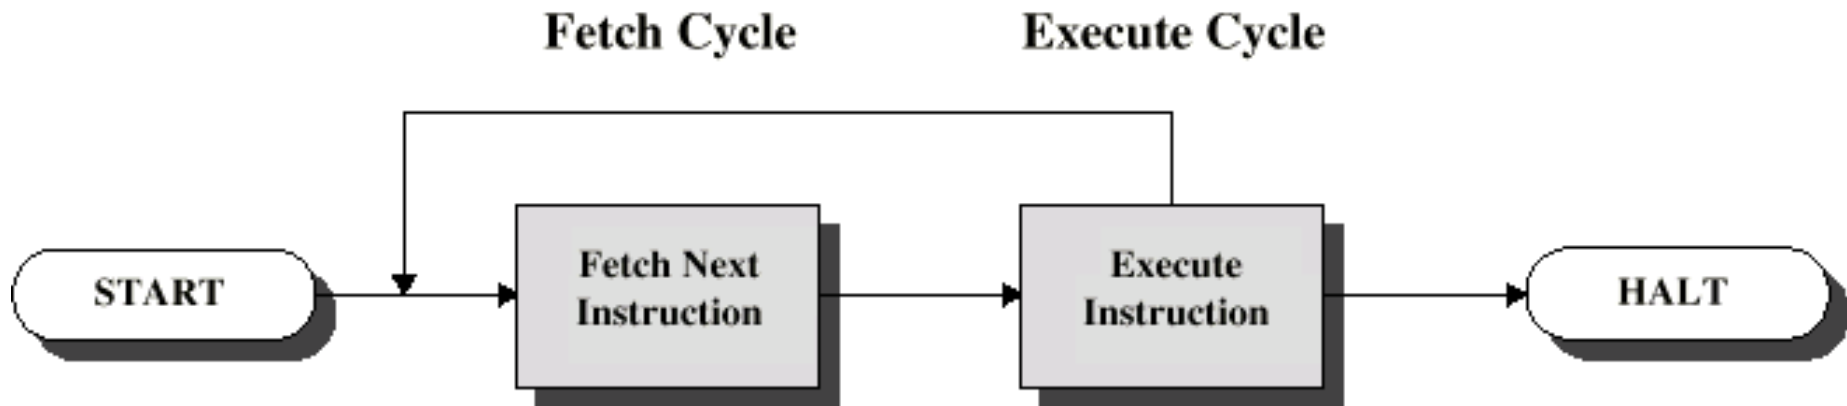 Fetch Cycle
Execute Cycle
START
Fetch Next
Instruction
Execute
Instruction
HALT